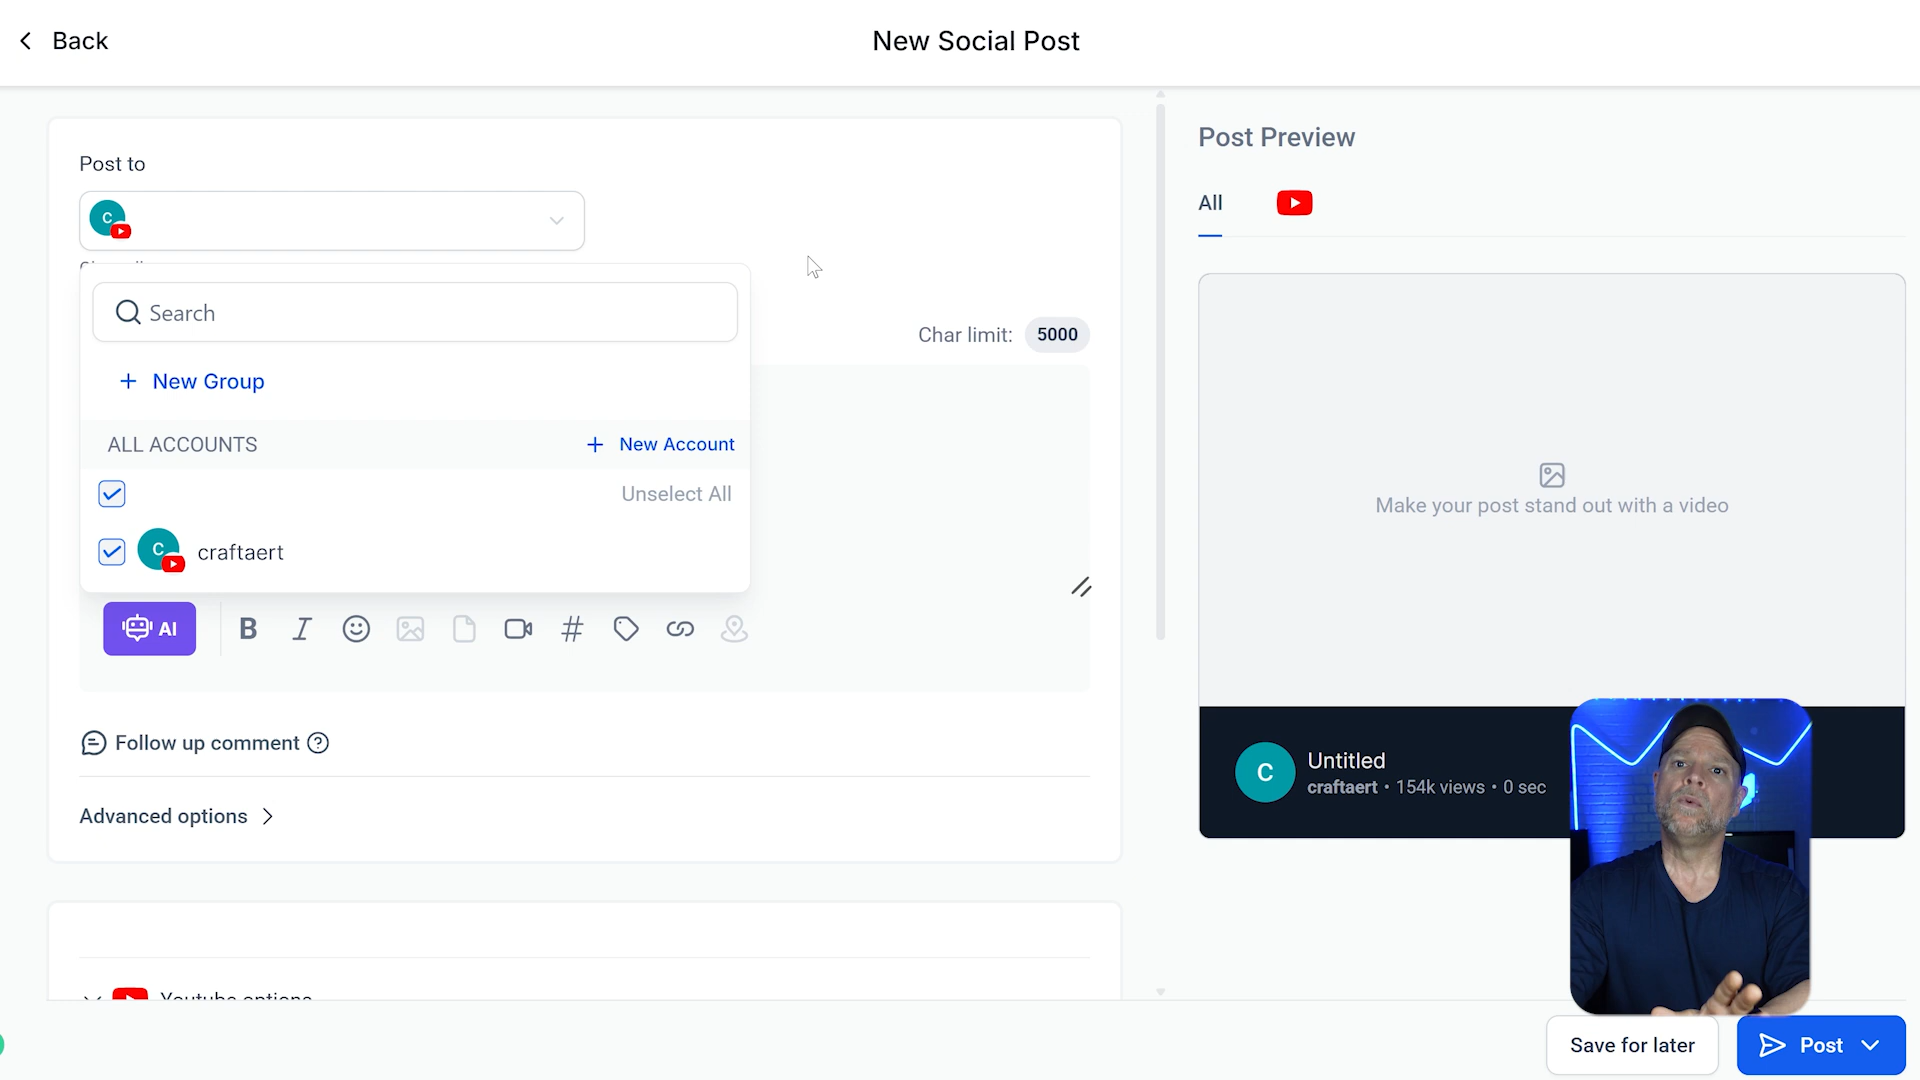 Back
New Social Post
Post to
C
Search
Char limit: 5000
+ New Group
ALL ACCOUNTS
+ New Account
Unselect All
C
craftaert
AI
B I #
Follow up comment ?
Advanced options
Youtube options
Post Preview
All
Make your post stand out with a video
C
Untitled
craftaert • 154k views • 0 sec
Save for later
Post